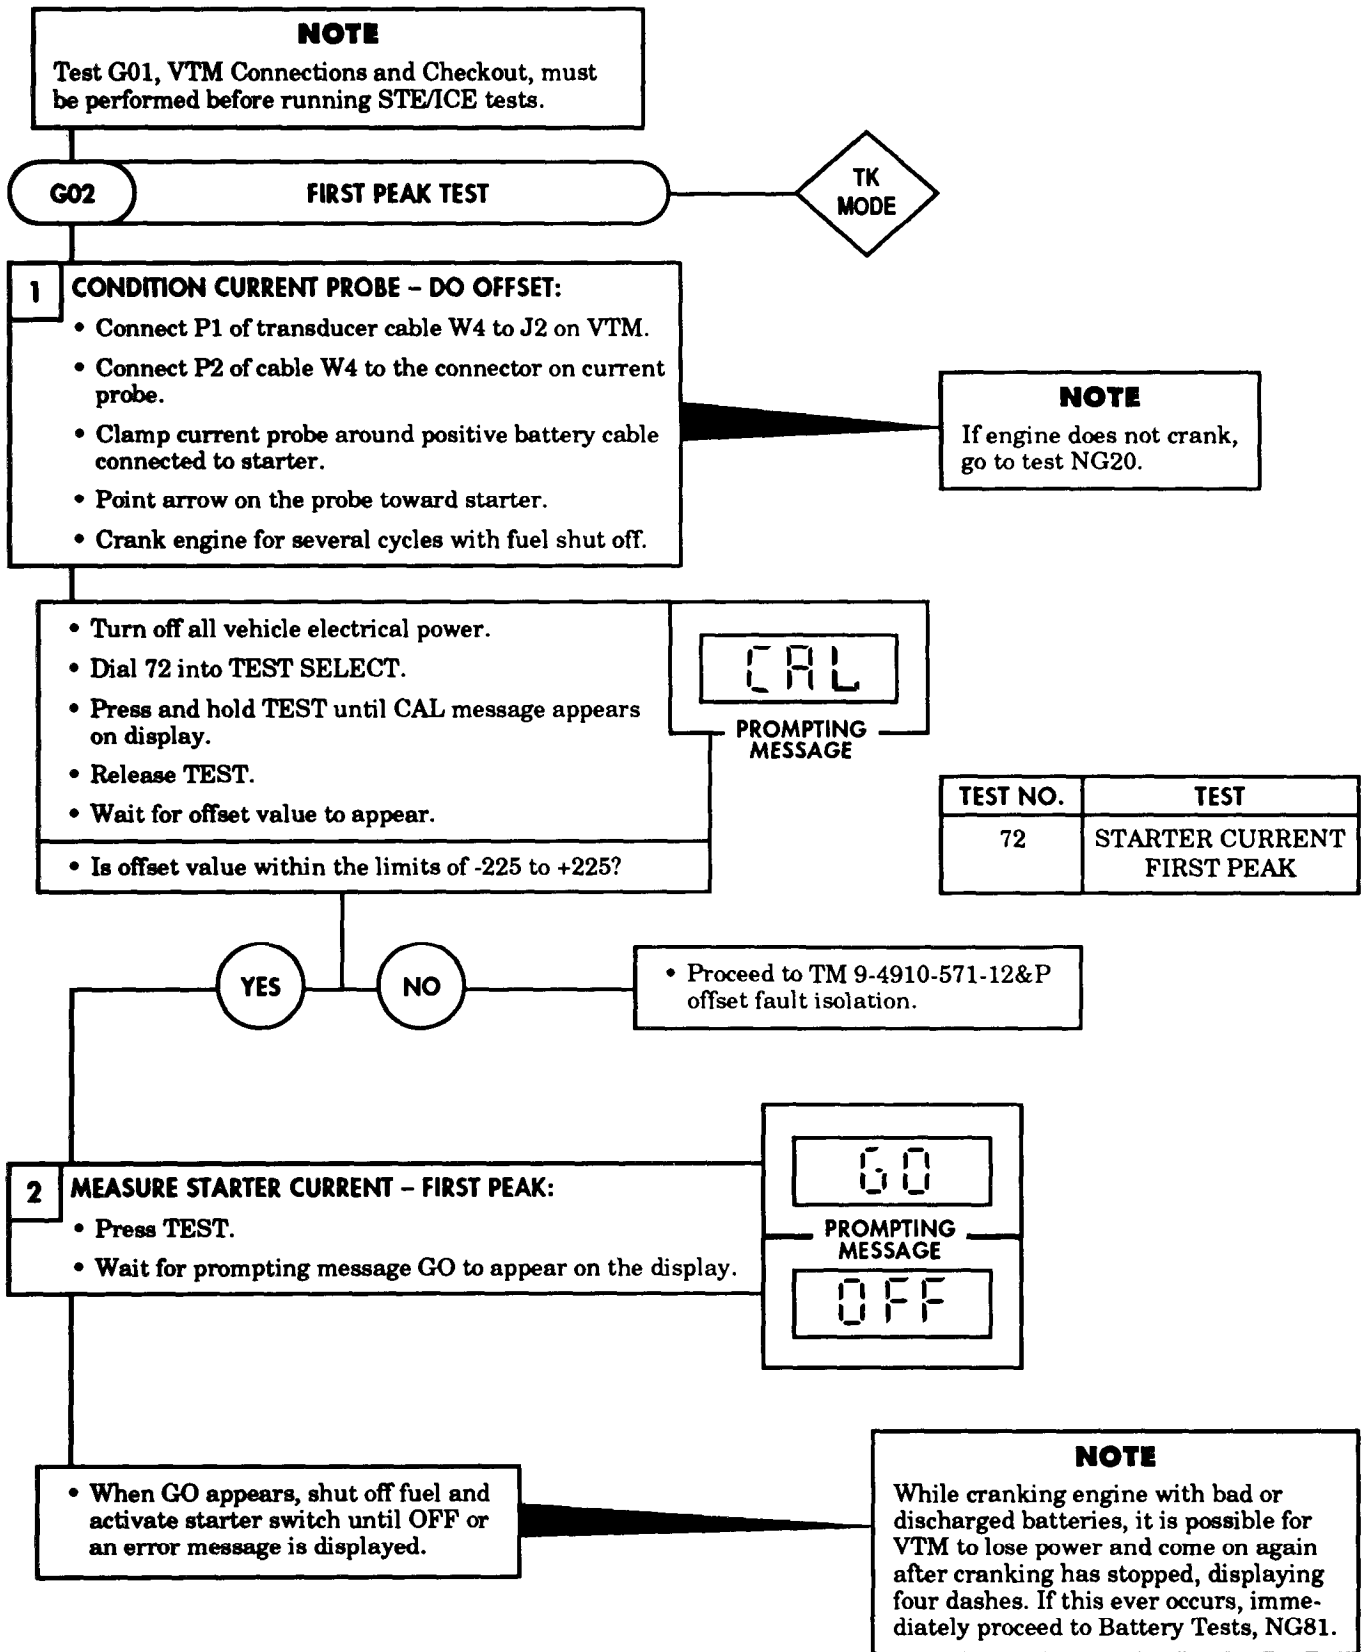 NOTE
Test G01, VTM Connections and Checkout, must
be performed before running STE/ICE tests.
G02
FIRST PEAK TEST
TK
MODE
1
CONDITION CURRENT PROBE – DO OFFSET:
• Connect P1 of transducer cable W4 to J2 on VTM.
• Connect P2 of cable W4 to the connector on current
probe.
• Clamp current probe around positive battery cable
connected to starter.
• Point arrow on the probe toward starter.
• Crank engine for several cycles with fuel shut off.
NOTE
If engine does not crank,
go to test NG20.
• Turn off all vehicle electrical power.
• Dial 72 into TEST SELECT.
• Press and hold TEST until CAL message appears
on display.
• Release TEST.
• Wait for offset value to appear.
• Is offset value within the limits of -225 to +225?
CAL
PROMPTING
MESSAGE
TEST NO.
TEST
72
STARTER CURRENT
FIRST PEAK
YES
NO
• Proceed to TM 9-4910-571-12&P
offset fault isolation.
2
MEASURE STARTER CURRENT – FIRST PEAK:
• Press TEST.
• Wait for prompting message GO to appear on the display.
GO
PROMPTING
MESSAGE
OFF
• When GO appears, shut off fuel and
activate starter switch until OFF or
an error message is displayed.
NOTE
While cranking engine with bad or
discharged batteries, it is possible for
VTM to lose power and come on again
after cranking has stopped, displaying
four dashes. If this ever occurs, imme-
diately proceed to Battery Tests, NG81.